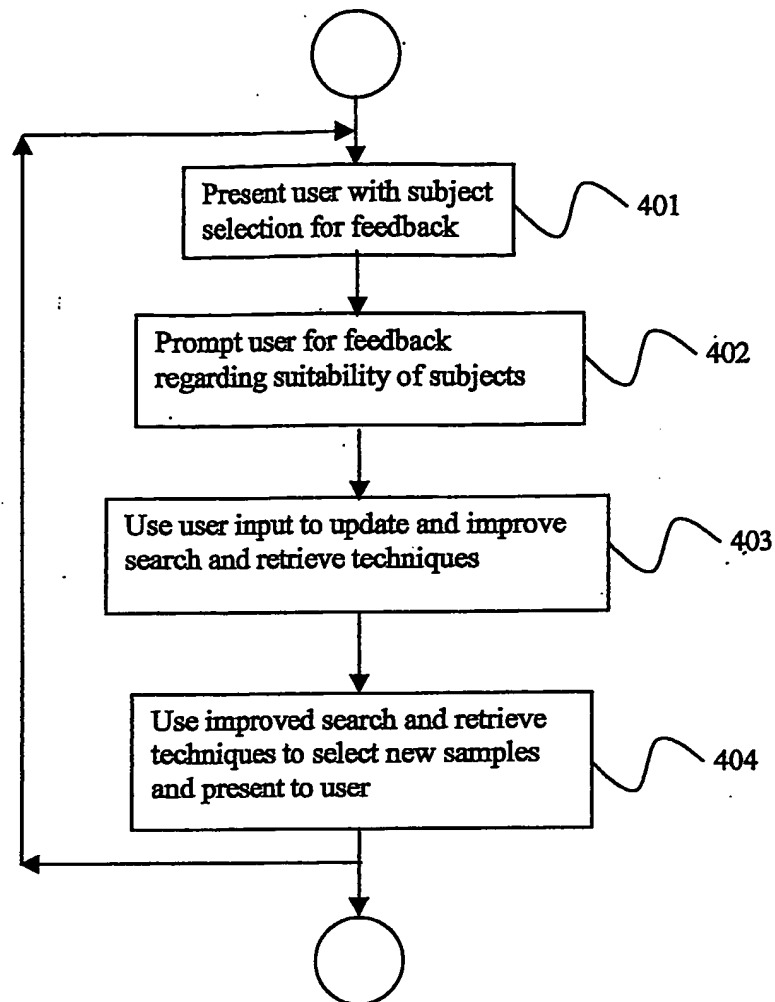 Present user with subject
selection for feedback
401
Prompt user for feedback
regarding suitability of subjects
402
Use user input to update and improve
search and retrieve techniques
403
Use improved search and retrieve
techniques to select new samples
and present to user
404